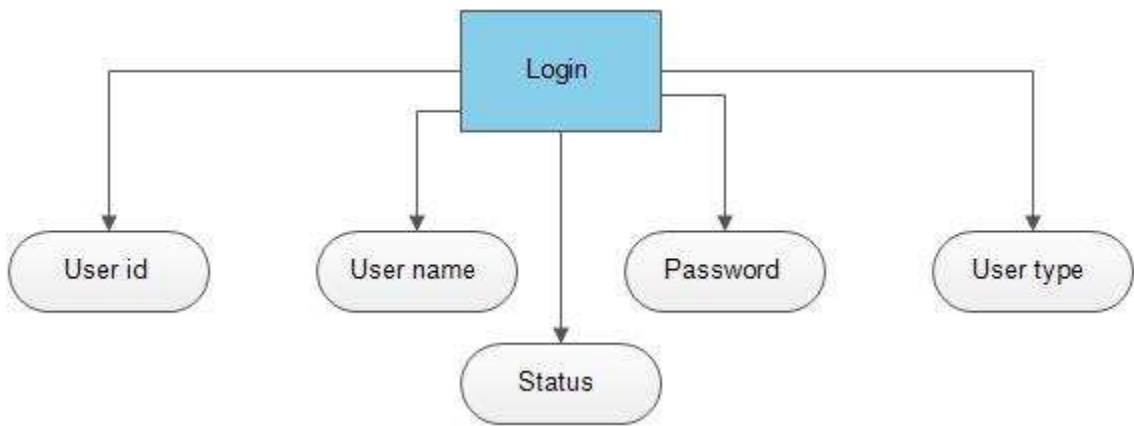 Login
User id
User name
Password
User type
Status